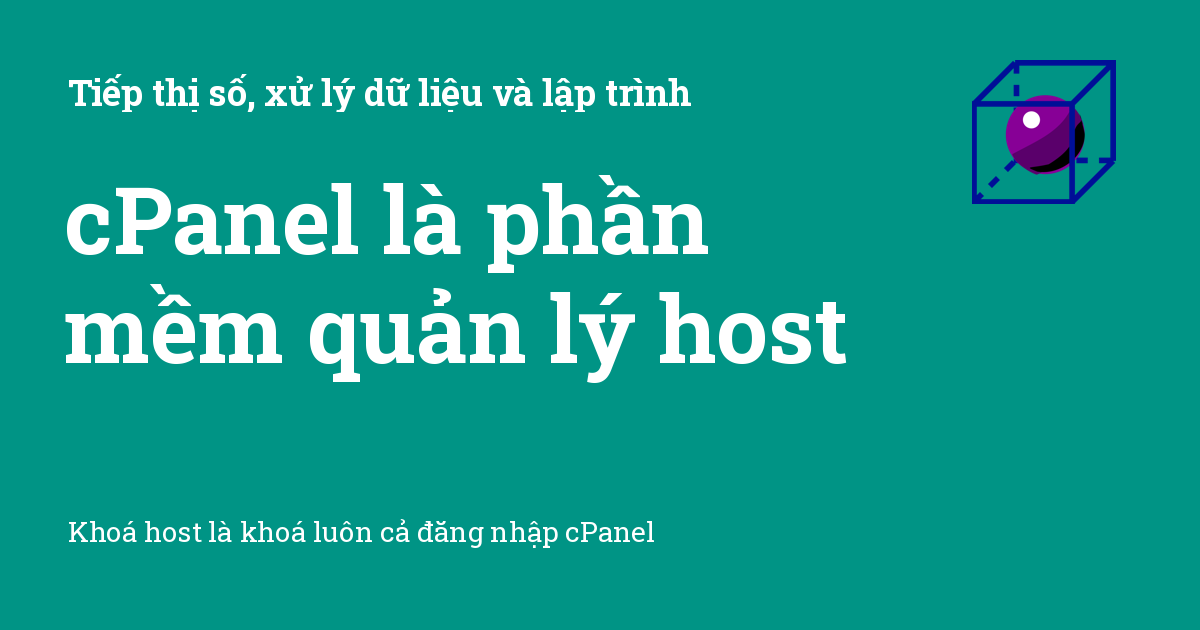 Tiếp thị số, xử lý dữ liệu và lập trình
cPanel là phần
mềm quản lý host
Khoá host là khoá luôn cả đăng nhập cPanel